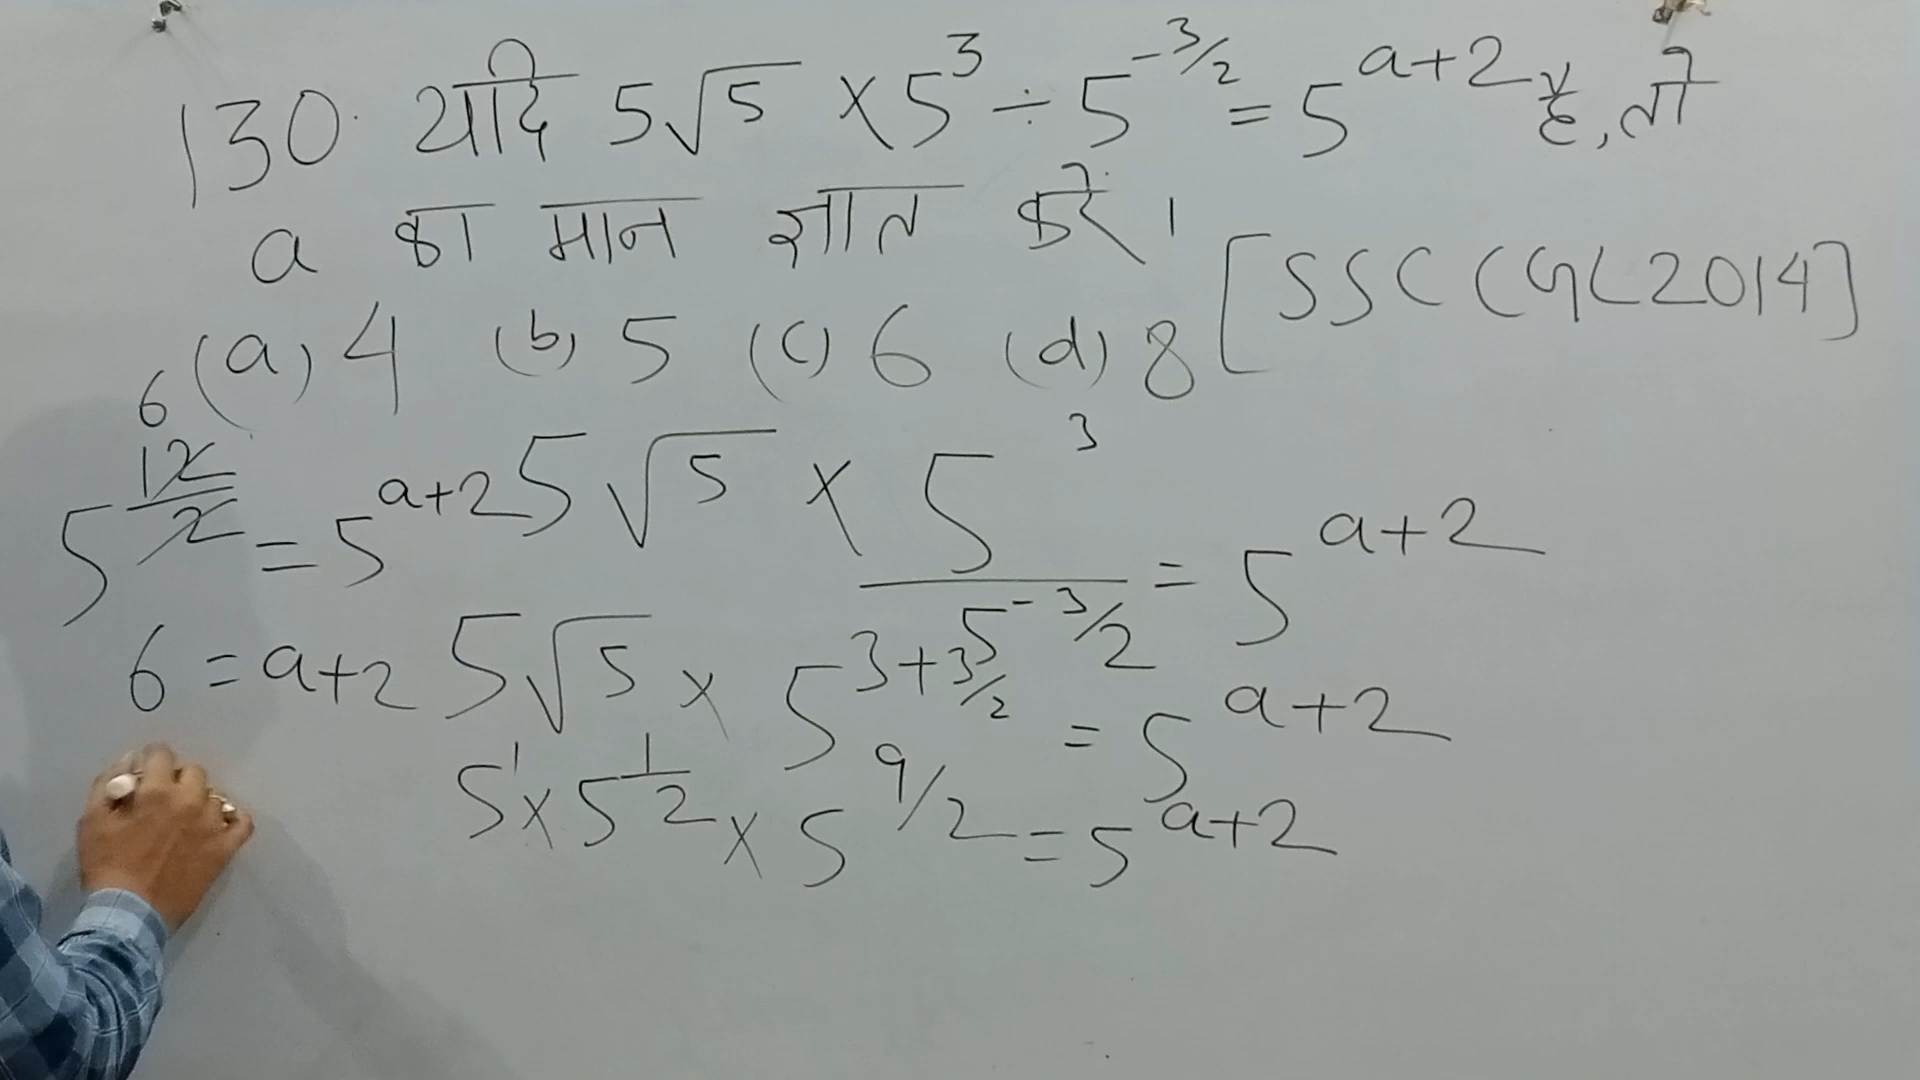 130. यदि 5√5 × 5³ ÷ 5^(-3/2) = 5^(a+2) है, तो
a का मान ज्ञात करें।
[SSC CGL 2014]
(a) 4 (b) 5 (c) 6 (d) 8
5√5 × 5³/5^(-3/2) = 5^(a+2)
5√5 × 5^(3+3/2) = 5^(a+2)
5¹ × 5^(1/2) × 5^(9/2) = 5^(a+2)
6
5^(12/2) = 5^(a+2)
6 = a+2